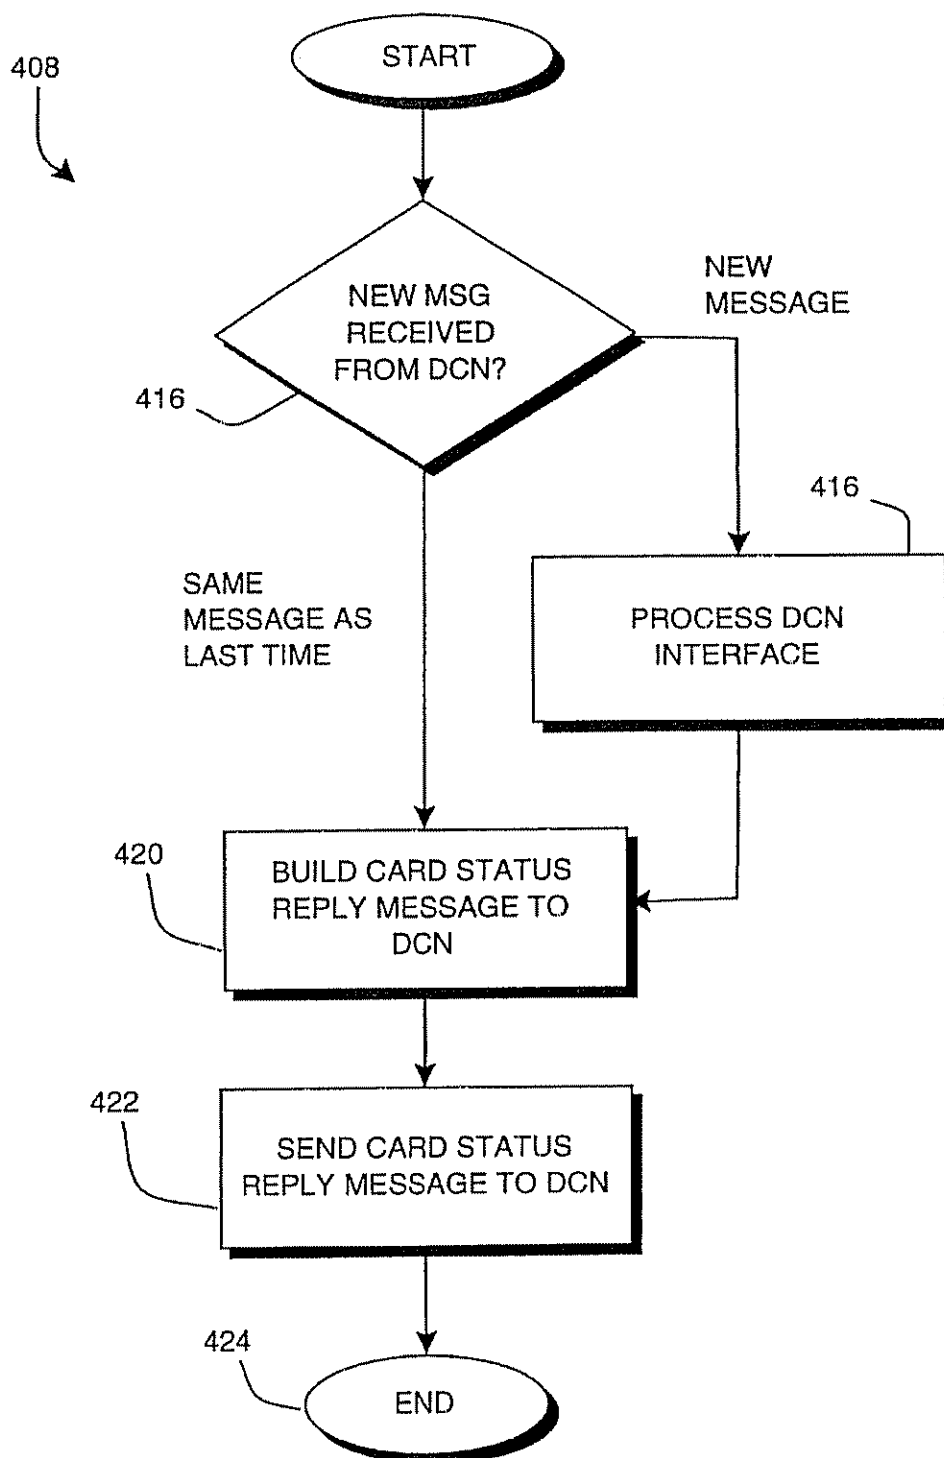 START
408
NEW MSG
RECEIVED
FROM DCN?
NEW
MESSAGE
416
416
SAME
MESSAGE AS
LAST TIME
PROCESS DCN
INTERFACE
420
BUILD CARD STATUS
REPLY MESSAGE TO
DCN
422
SEND CARD STATUS
REPLY MESSAGE TO DCN
424
END